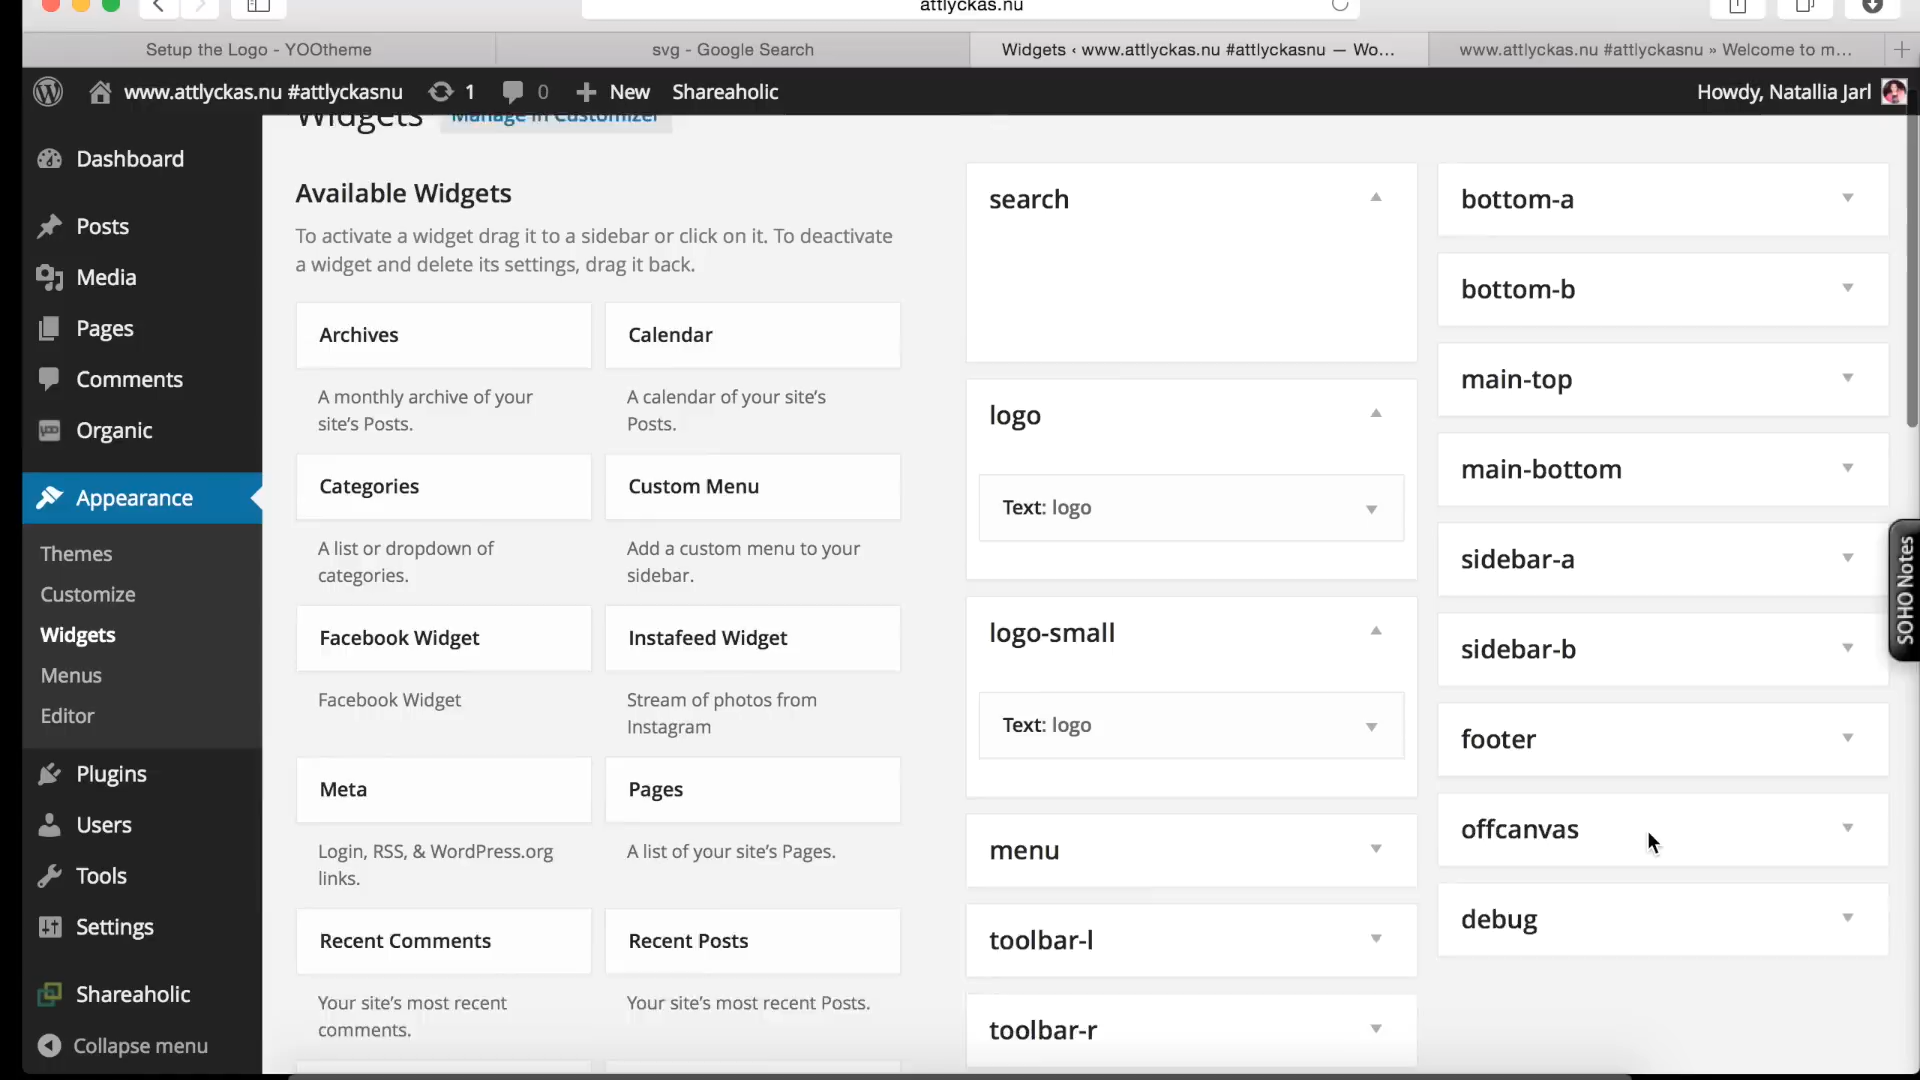 attlyckas.nu
Setup the Logo - YOOtheme
svg - Google Search
Widgets ‹ www.attlyckas.nu #attlyckasnu — Wo...
www.attlyckas.nu #attlyckasnu » Welcome to m...
www.attlyckas.nu #attlyckasnu
1
0
New
Shareaholic
Howdy, Natallia Jarl
Widgets
Manage in Customizer
Dashboard
Posts
Media
Pages
Comments
yoo
Organic
Appearance
Themes
Customize
Widgets
Menus
Editor
Plugins
Users
Tools
Settings
Shareaholic
Collapse menu
Available Widgets
To activate a widget drag it to a sidebar or click on it. To deactivate
a widget and delete its settings, drag it back.
Archives
A monthly archive of your
site's Posts.
Calendar
A calendar of your site's
Posts.
Categories
A list or dropdown of
categories.
Custom Menu
Add a custom menu to your
sidebar.
Facebook Widget
Facebook Widget
Instafeed Widget
Stream of photos from
Instagram
Meta
Login, RSS, & WordPress.org
links.
Pages
A list of your site's Pages.
Recent Comments
Your site's most recent
comments.
Recent Posts
Your site's most recent Posts.
search
logo
Text: logo
logo-small
Text: logo
menu
toolbar-l
toolbar-r
bottom-a
bottom-b
main-top
main-bottom
sidebar-a
sidebar-b
footer
offcanvas
debug
SOHO Notes